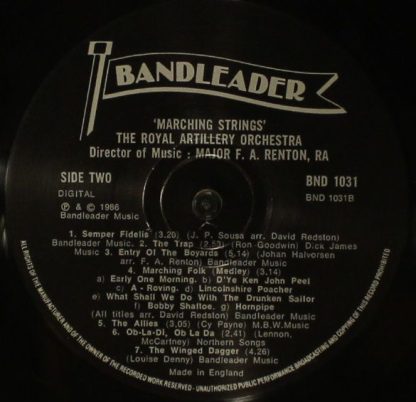 BANDLEADER
'MARCHING STRINGS'
THE ROYAL ARTILLERY ORCHESTRA
Director of Music : MAJOR F. A. RENTON, RA
SIDE TWO
BND 1031
DIGITAL
BND 1031B
℗ & © 1986
Bandleader Music
1. Semper Fidelis (3.20) (J. P. Sousa arr. David Redston)
Bandleader Music. 2. The Trap (2.53) (Ron Goodwin) Dick James
Music 3. Entry Of The Boyards (5.14) (Johan Halvorsen
arr. F. A. Renton) Bandleader Music
4. Marching Folk (Medley) (3.14)
a) Early One Morning. b) D'Ye Ken John Peel
c) A - Roving. d) Lincolnshire Poacher
e) What Shall We Do With The Drunken Sailor
f) Bobby Shaftoe. g) Hornpipe
(All titles arr. David Redston) Bandleader Music
5. The Allies (3.05) (Cy Payne) M.B.W. Music
6. Ob-La-Di, Ob La Da (2.41) (Lennon,
McCartney) Northern Songs
7. The Winged Dagger (4.26)
(Louise Denny) Bandleader Music
Made in England
ALL RIGHTS OF THE MANUFACTURER AND OF THE OWNER OF THE RECORDED WORK RESERVED - UNAUTHORIZED PUBLIC PERFORMANCE BROADCASTING AND COPYING OF THIS RECORD PROHIBITED